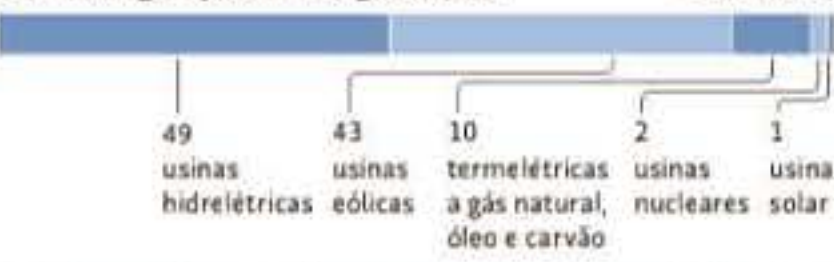 49
usinas
hidrelétricas
43
usinas
eólicas
10
termelétricas
a gás natural,
óleo e carvão
2
usinas
nucleares
1
usina
solar